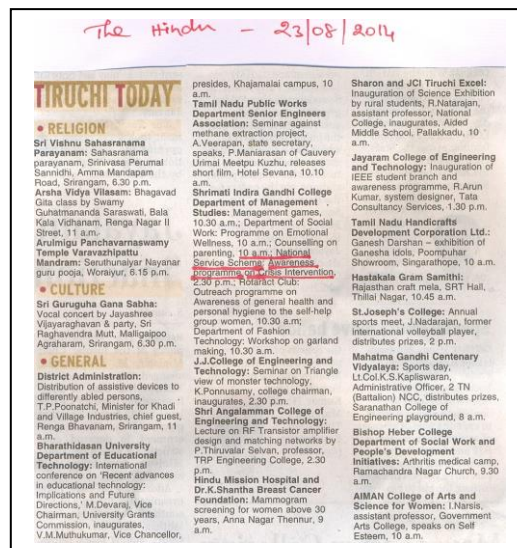 The Hindu - 23/08/2014
TIRUCHI TODAY
• RELIGION
Sri Vishnu Sahasranama
Parayanam: Sahasranama
parayanam, Srinivasa Perumal
Sannidhi, Amma Mandapam
Road, Srirangam, 6.30 p.m.
Arsha Vidya Vilasam: Bhagavad
Gita class by Swamy
Guhatmananda Saraswati, Bala
Kala Vidhanam, Renga Nagar II
Street, 11 a.m.
Arulmigu Panchavarnaswamy
Temple Varavazhipattu
Mandram: Seruthunaiyar Nayanar
guru pooja, Woraiyur, 6.15 p.m.
• CULTURE
Sri Guruguha Gana Sabha:
Vocal concert by Jayashree
Vijayaraghavan & party, Sri
Raghavendra Mutt, Malligaipoo
Agraharam, Srirangam, 6.30 p.m.
• GENERAL
District Administration:
Distribution of assistive devices to
differently abled persons,
T.P.Poonatchi, Minister for Khadi
and Village Industries, chief guest,
Renga Bhavanam, Srirangam, 11
a.m.
Bharathidasan University
Department of Educational
Technology: International
conference on 'Recent advances
in educational technology:
Implications and Future
Directions,' M.Devaraj, Vice
Chairman, University Grants
Commission, inaugurates,
V.M.Muthukumar, Vice Chancellor,
presides, Khajamalai campus, 10
a.m.
Tamil Nadu Public Works
Department Senior Engineers
Association: Seminar against
methane extraction project,
A.Veerapan, state secretary,
speaks, P.Maniarasan of Cauvery
Urimai Meetpu Kuzhu, releases
short film, Hotel Sevana, 10.10
a.m.
Shrimati Indira Gandhi College
Department of Management
Studies: Management games,
10.30 a.m.; Department of Social
Work: Programme on Emotional
Wellness, 10 a.m.; Counselling on
parenting, 10 a.m.; National
Service Scheme: Awareness
programme on Crisis Intervention,
2.30 p.m.; Rotaract Club:
Outreach programme on
Awareness of general health and
personal hygiene to the self-help
group women, 10.30 a.m;
Department of Fashion
Technology: Workshop on garland
making, 10.30 a.m.
J.J.College of Engineering and
Technology: Seminar on Triangle
view of monster technology,
K.Ponnusamy, college chairman,
inaugurates, 2.30 p.m.
Shri Angalamman College of
Engineering and Technology:
Lecture on RF Transistor amplifier
design and matching networks by
P.Thiruvalar Selvan, professor,
TRP Engineering College, 2.30
p.m.
Hindu Mission Hospital and
Dr.K.Shantha Breast Cancer
Foundation: Mammogram
screening for women above 30
years, Anna Nagar Thennur, 9
a.m.
Sharon and JCI Tiruchi Excel:
Inauguration of Science Exhibition
by rural students, R.Natarajan,
assistant professor, National
College, inaugurates, Aided
Middle School, Pallakkadu, 10
a.m.
Jayaram College of Engineering
and Technology: Inauguration of
IEEE student branch and
awareness programme, R.Arun
Kumar, system designer, Tata
Consultancy Services, 1.30 p.m.
Tamil Nadu Handicrafts
Development Corporation Ltd.:
Ganesh Darshan – exhibition of
Ganesha idols, Poompuhar
Showroom, Singarathope, 10 a.m.
Hastakala Gram Samithi:
Rajasthan craft mela, SRT Hall,
Thillai Nagar, 10.45 a.m.
St.Joseph's College: Annual
sports meet, J.Nadarajan, former
international volleyball player,
distributes prizes, 2 p.m.
Mahatma Gandhi Centenary
Vidyalaya: Sports day,
Lt.Col.K.S.Kapliswaran,
Administrative Officer, 2 TN
(Battalion) NCC, distributes prizes,
Saranathan College of
Engineering playground, 8 a.m.
Bishop Heber College
Department of Social Work and
People's Development
Initiatives: Arthritis medical camp,
Ramachandra Nagar Church, 9.30
a.m.
AIMAN College of Arts and
Science for Women: I.Narsis,
assistant professor, Government
Arts College, speaks on Self
Esteem, 10 a.m.